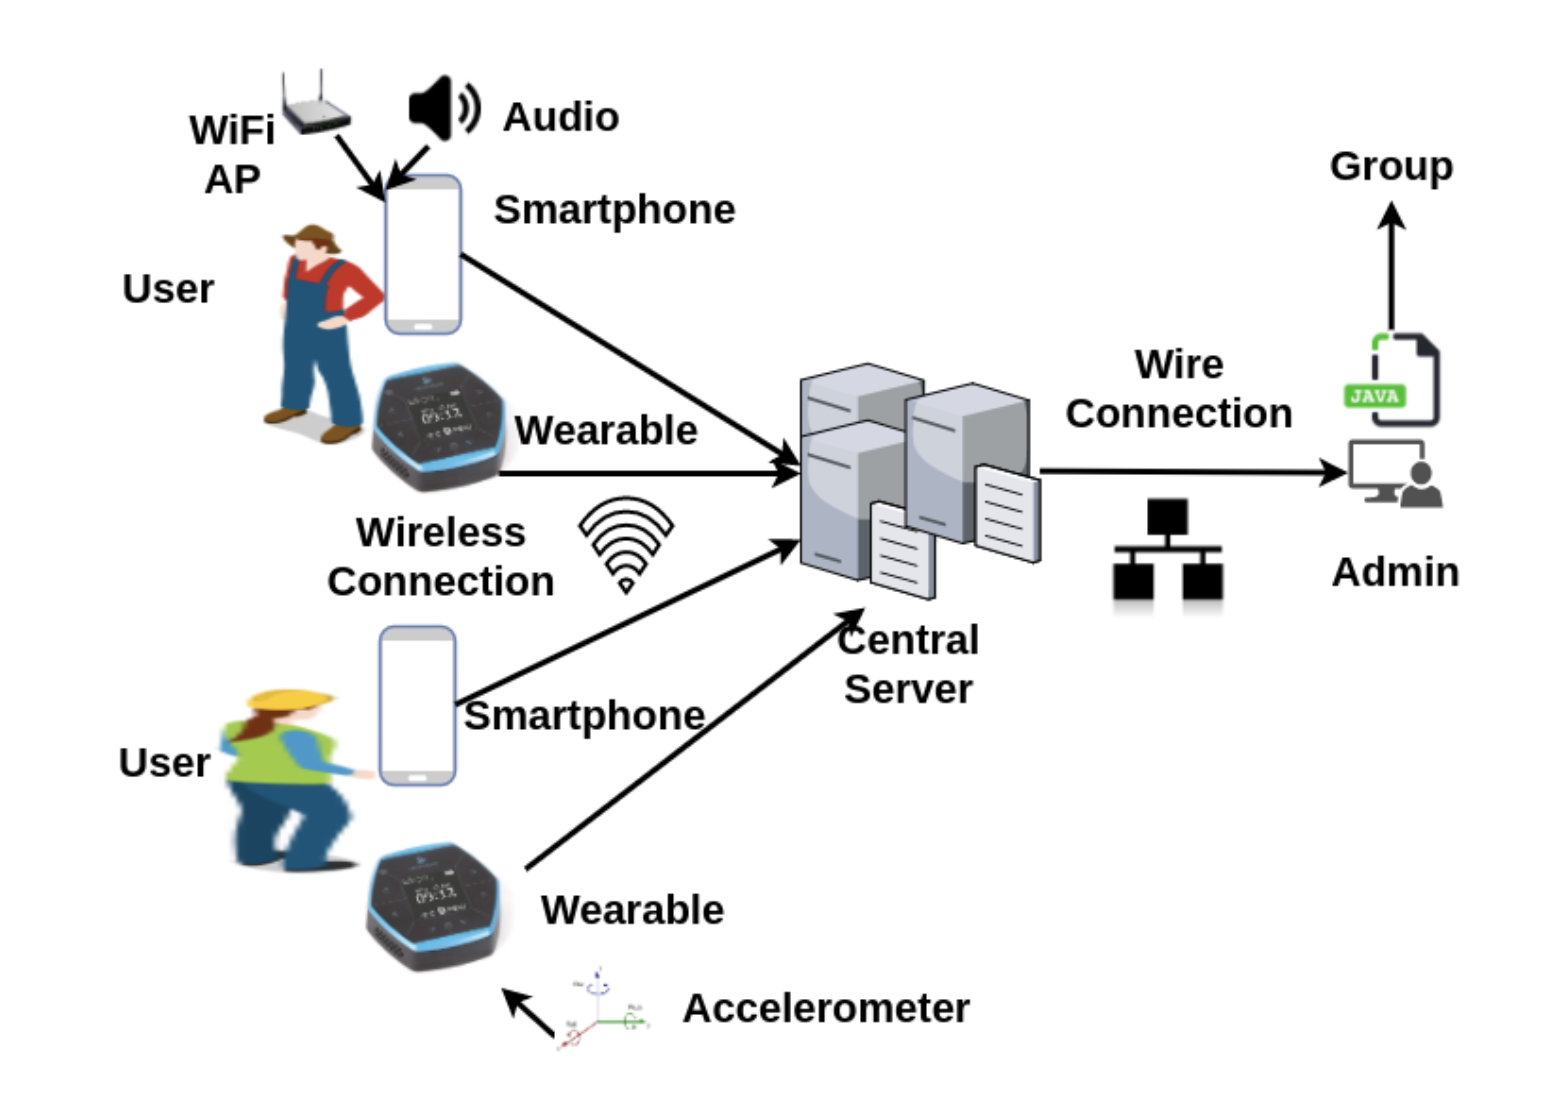 WiFi
AP
Audio
Smartphone
User
Wearable
Wireless
Connection
Smartphone
User
Wearable
Accelerometer
Central
Server
Wire
Connection
Group
JAVA
Admin